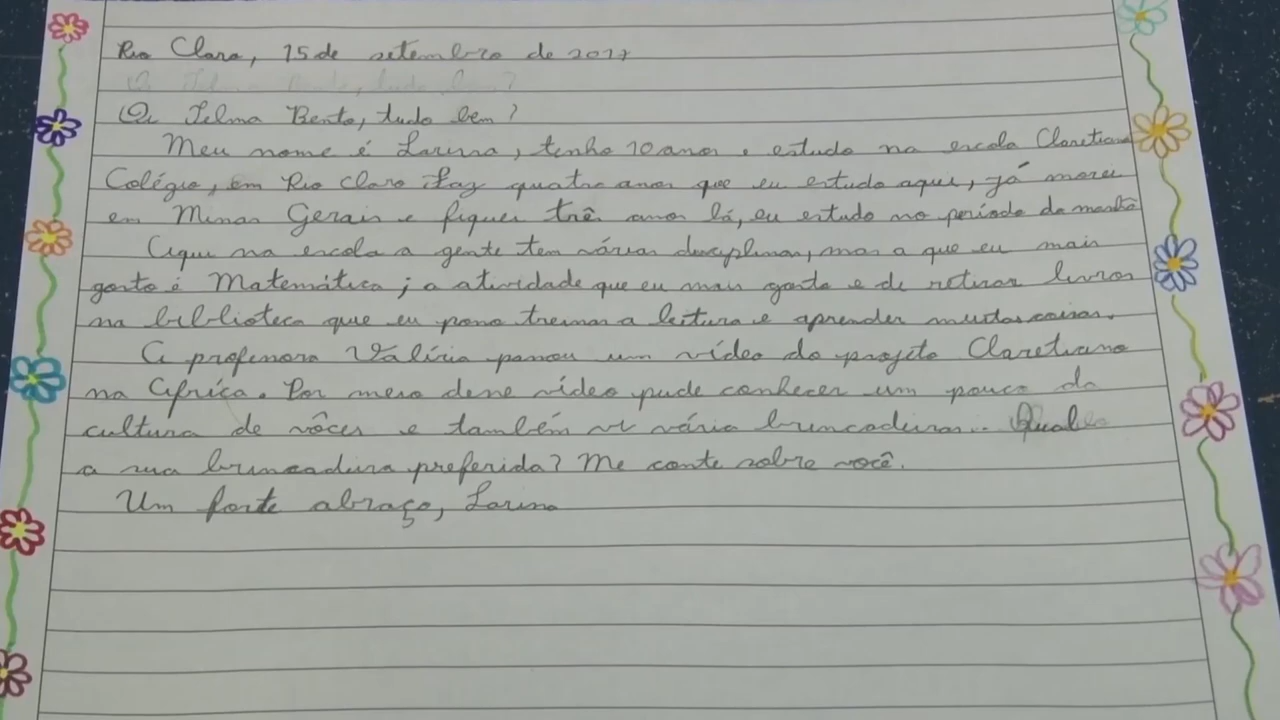 Rio Claro, 15 de setembro de 2017
Oi Telma Bento, tudo bem?
Meu nome é Larissa, tenho 10 anos e estudo na escola Claretiano
Colégio, em Rio Claro faz quatro anos que eu estudo aqui, já morei
em Minas Gerais e fiquei três anos lá, eu estudo no período da manhã
Aqui na escola a gente tem várias disciplinas, mas a que eu mais
gosto é Matemática; a atividade que eu mais gosto e de retirar livros
na biblioteca que eu posso treinar a leitura e aprender muitas coisas.
A professora Valíria passou um vídeo do projeto Claretiano
na África. Por meio desse vídeo pude conhecer um pouco da
cultura de vôces e também vi vária brincadeiras.. Qual e
a sua brincadeira preferida? Me conte sobre você.
Um forte abraço, Larissa